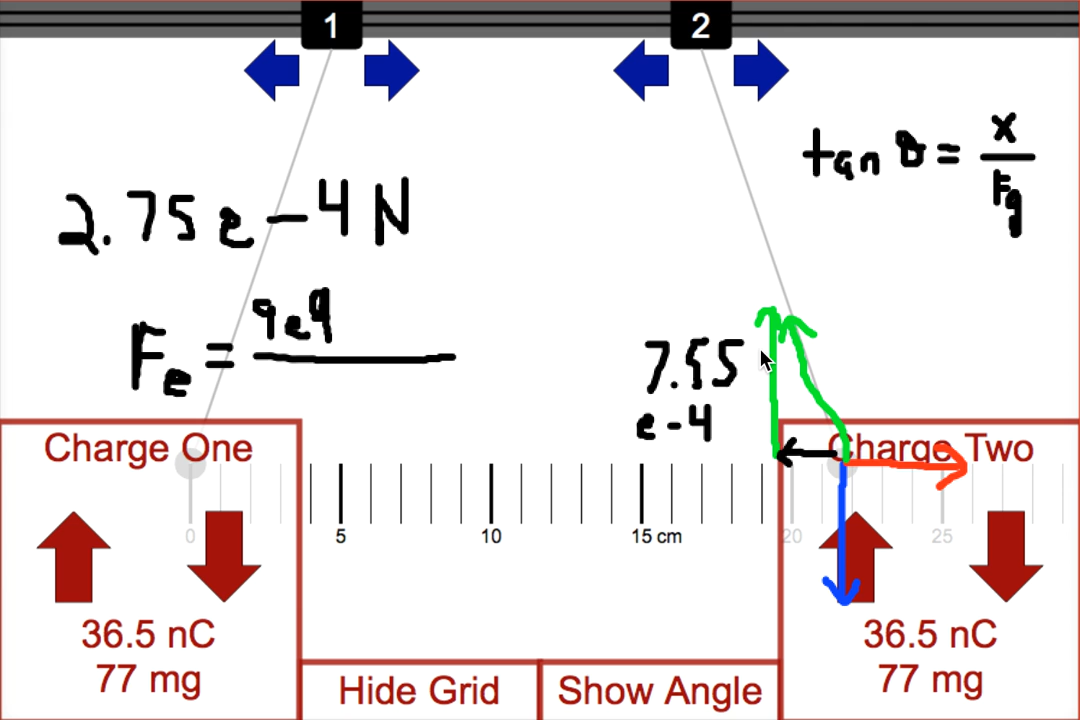 1
2
tan θ = x / Fg
2.75 e-4 N
Fe = qeq
7.55
e-4
Charge One
Charge Two
0
5
10
15 cm
20
25
36.5 nC
77 mg
36.5 nC
77 mg
Hide Grid
Show Angle